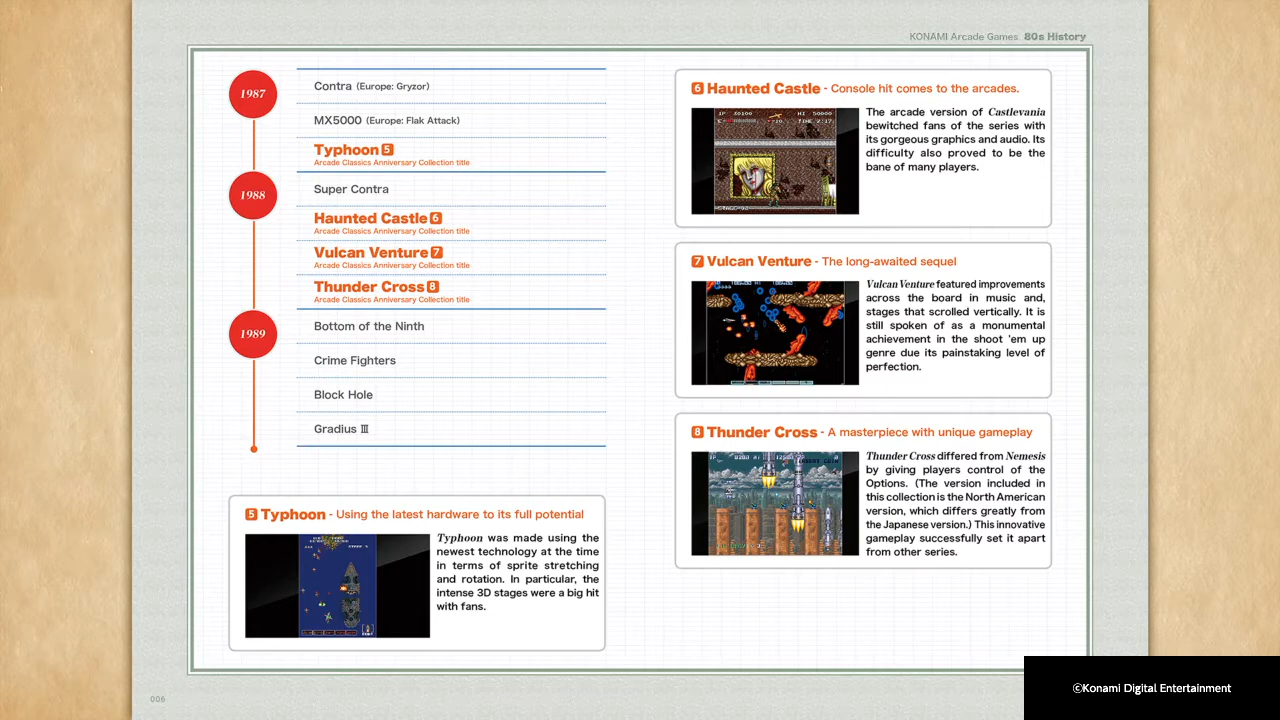 KONAMI Arcade Games: 80s History
1987
Contra (Europe: Gryzor)
MX5000 (Europe: Flak Attack)
Typhoon 5
Arcade Classics Anniversary Collection title
1988
Super Contra
Haunted Castle 6
Arcade Classics Anniversary Collection title
Vulcan Venture 7
Arcade Classics Anniversary Collection title
Thunder Cross 8
Arcade Classics Anniversary Collection title
1989
Bottom of the Ninth
Crime Fighters
Block Hole
Gradius Ⅲ
5 Typhoon - Using the latest hardware to its full potential
Typhoon was made using the
newest technology at the time
in terms of sprite stretching
and rotation. In particular, the
intense 3D stages were a big hit
with fans.
6 Haunted Castle - Console hit comes to the arcades.
The arcade version of Castlevania
bewitched fans of the series with
its gorgeous graphics and audio. Its
difficulty also proved to be the
bane of many players.
7 Vulcan Venture - The long-awaited sequel
Vulcan Venture featured improvements
across the board in music and,
stages that scrolled vertically. It is
still spoken of as a monumental
achievement in the shoot 'em up
genre due its painstaking level of
perfection.
8 Thunder Cross - A masterpiece with unique gameplay
Thunder Cross differed from Nemesis
by giving players control of the
Options. (The version included in
this collection is the North American
version, which differs greatly from
the Japanese version.) This innovative
gameplay successfully set it apart
from other series.
006
©Konami Digital Entertainment